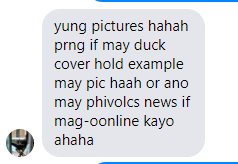 yung pictures hahah
prng if may duck
cover hold example
may pic haah or ano
may phivolcs news if
mag-oonline kayo
ahaha